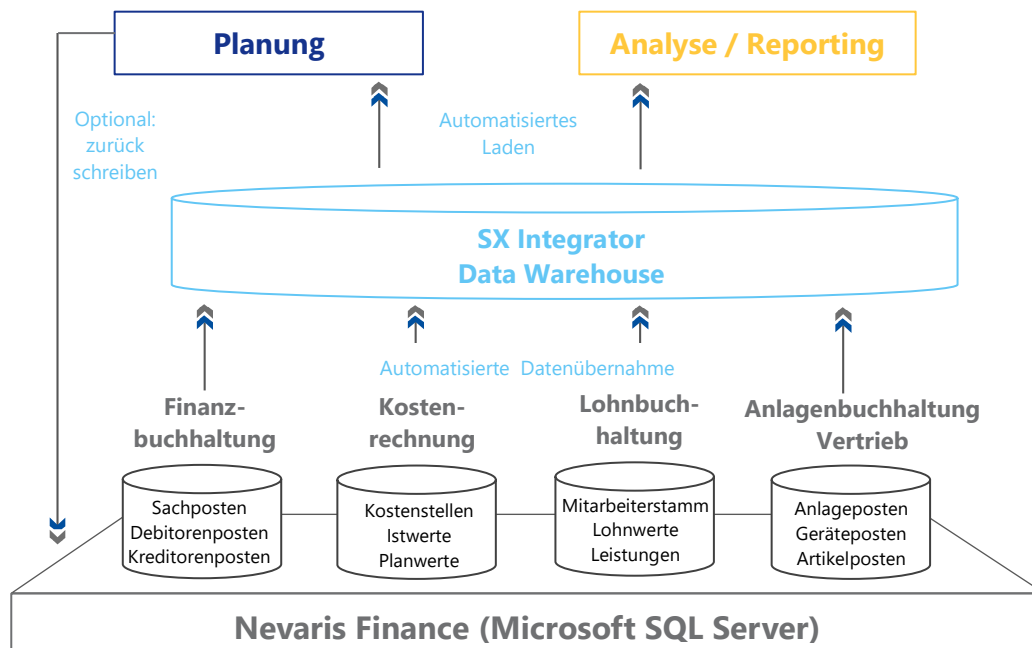 Planung
Analyse / Reporting
Optional:
zurück
schreiben
Automatisiertes
Laden
SX Integrator
Data Warehouse
Automatisierte Datenübernahme
Finanz-
buchhaltung
Kosten-
rechnung
Lohnbuch-
haltung
Anlagenbuchhaltung
Vertrieb
Sachposten
Debitorenposten
Kreditorenposten
Kostenstellen
Istwerte
Planwerte
Mitarbeiterstamm
Lohnwerte
Leistungen
Anlageposten
Geräteposten
Artikelposten
Nevaris Finance (Microsoft SQL Server)